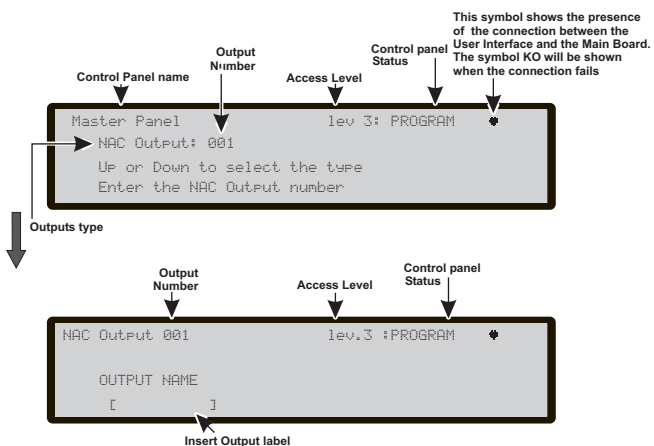 This symbol shows the presence
of the connection between the
User Interface and the Main Board.
The symbol KO will be shown
when the connection fails
Output
Number
Control panel
Status
Control Panel name
Access Level
Master Panel lev 3: PROGRAM
NAC Output: 001
Up or Down to select the type
Enter the NAC Output number
Outputs type
Output
Number
Access Level
Control panel
Status
NAC Output 001 lev.3 :PROGRAM
OUTPUT NAME
[ ]
Insert Output label